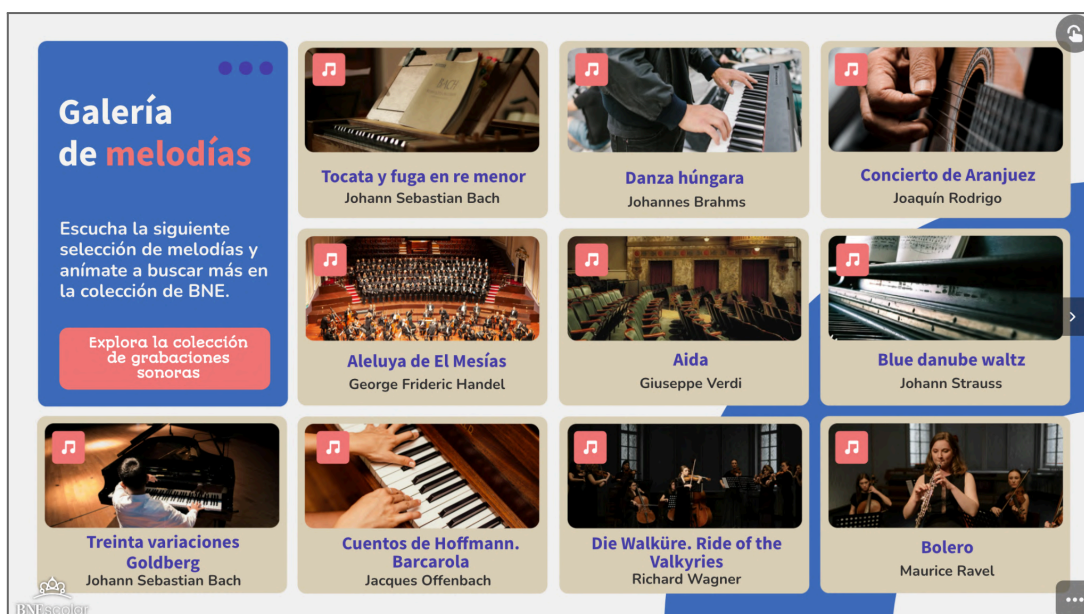 Galería
de melodías
Escucha la siguiente
selección de melodías y
anímate a buscar más en
la colección de BNE.
Explora la colección
de grabaciones
sonoras
BACH
Tocata y fuga en re menor
Johann Sebastian Bach
Danza húngara
Johannes Brahms
Concierto de Aranjuez
Joaquín Rodrigo
Aleluya de El Mesías
George Frideric Handel
Aida
Giuseppe Verdi
Blue danube waltz
Johann Strauss
Treinta variaciones
Goldberg
Johann Sebastian Bach
Cuentos de Hoffmann.
Barcarola
Jacques Offenbach
Die Walküre. Ride of the
Valkyries
Richard Wagner
Bolero
Maurice Ravel
BNEscolar